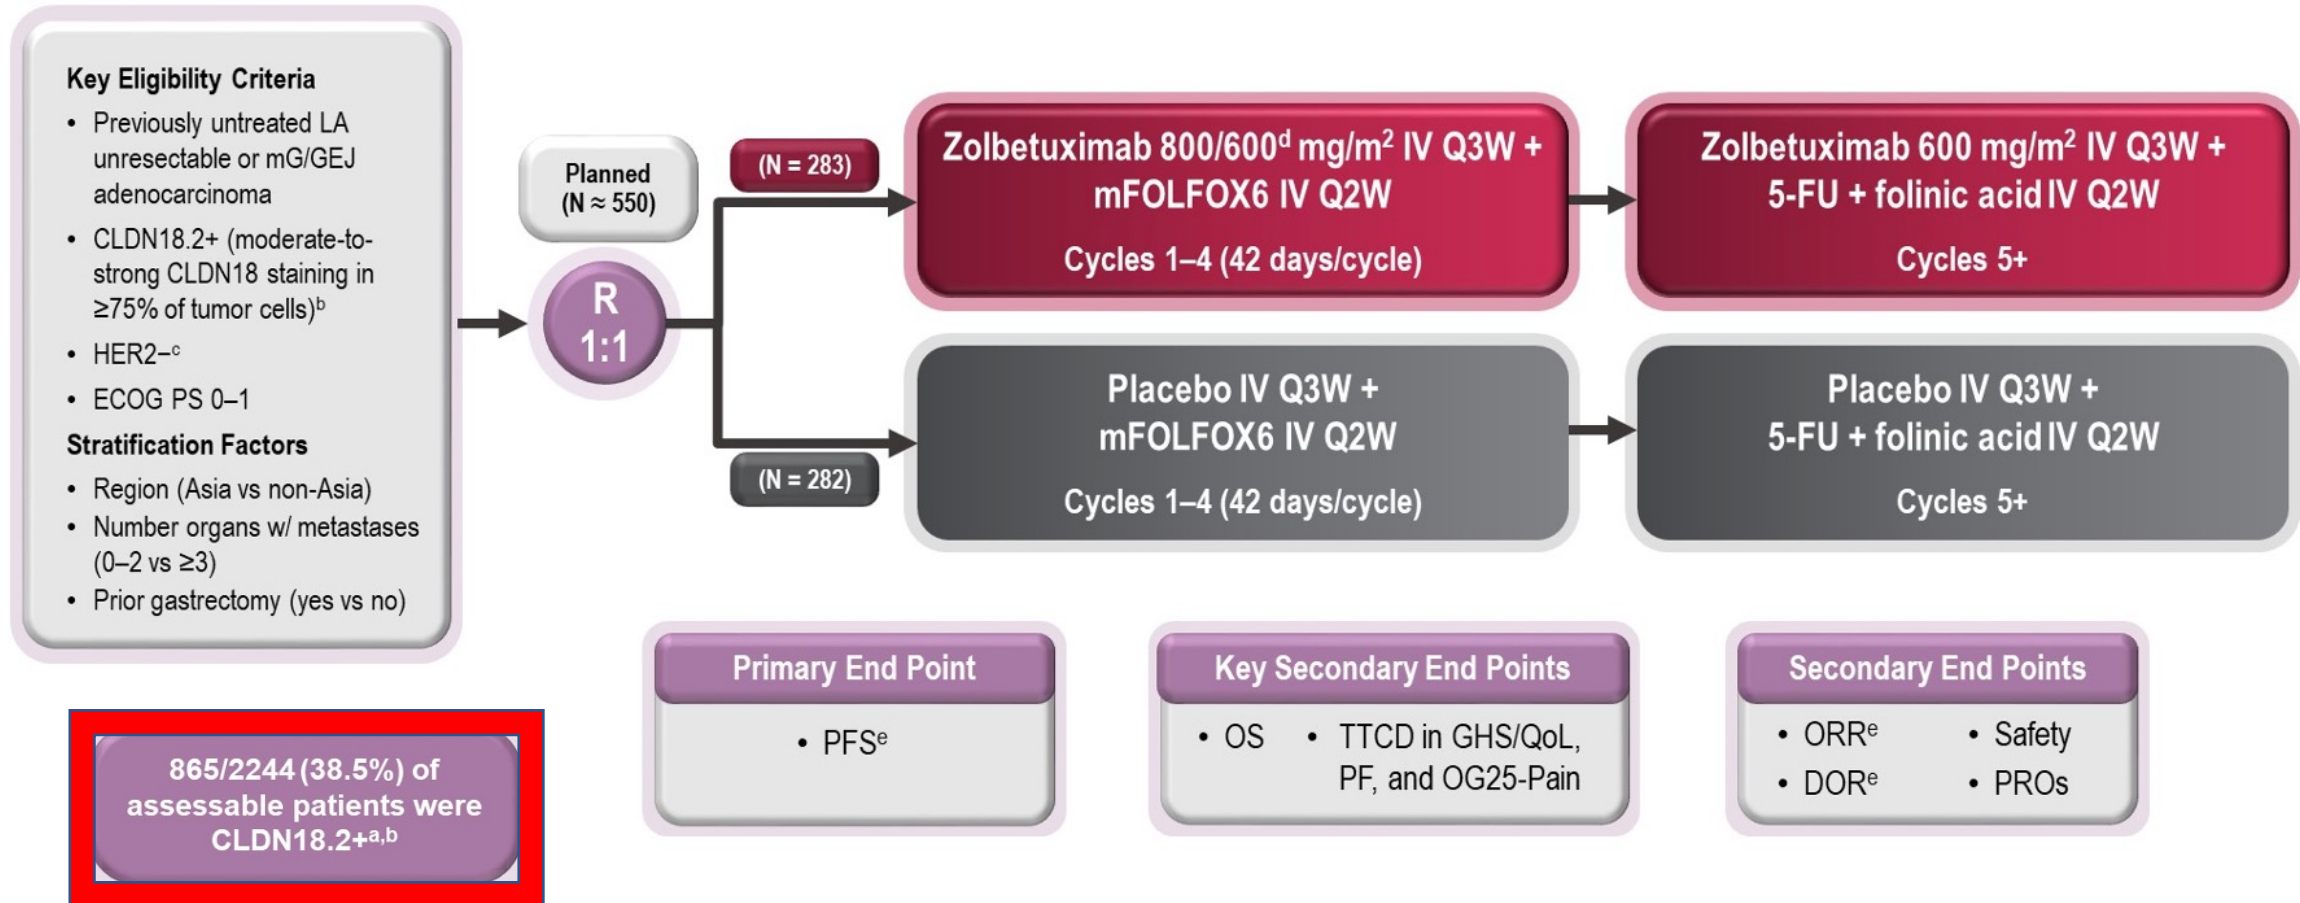 Key Eligibility Criteria
• Previously untreated LA
unresectable or mG/GEJ
adenocarcinoma
• CLDN18.2+ (moderate-to-
strong CLDN18 staining in
≥75% of tumor cells)ᵇ
• HER2−ᶜ
• ECOG PS 0–1
Stratification Factors
• Region (Asia vs non-Asia)
• Number organs w/ metastases
(0–2 vs ≥3)
• Prior gastrectomy (yes vs no)
Planned
(N ≈ 550)
R
1:1
(N = 283)
Zolbetuximab 800/600ᵈ mg/m² IV Q3W +
mFOLFOX6 IV Q2W
Cycles 1–4 (42 days/cycle)
Zolbetuximab 600 mg/m² IV Q3W +
5-FU + folinic acid IV Q2W
Cycles 5+
(N = 282)
Placebo IV Q3W +
mFOLFOX6 IV Q2W
Cycles 1–4 (42 days/cycle)
Placebo IV Q3W +
5-FU + folinic acid IV Q2W
Cycles 5+
865/2244 (38.5%) of
assessable patients were
CLDN18.2+ᵃ,ᵇ
Primary End Point
• PFSᵉ
Key Secondary End Points
• OS • TTCD in GHS/QoL,
PF, and OG25-Pain
Secondary End Points
• ORRᵉ • Safety
• DORᵉ • PROs